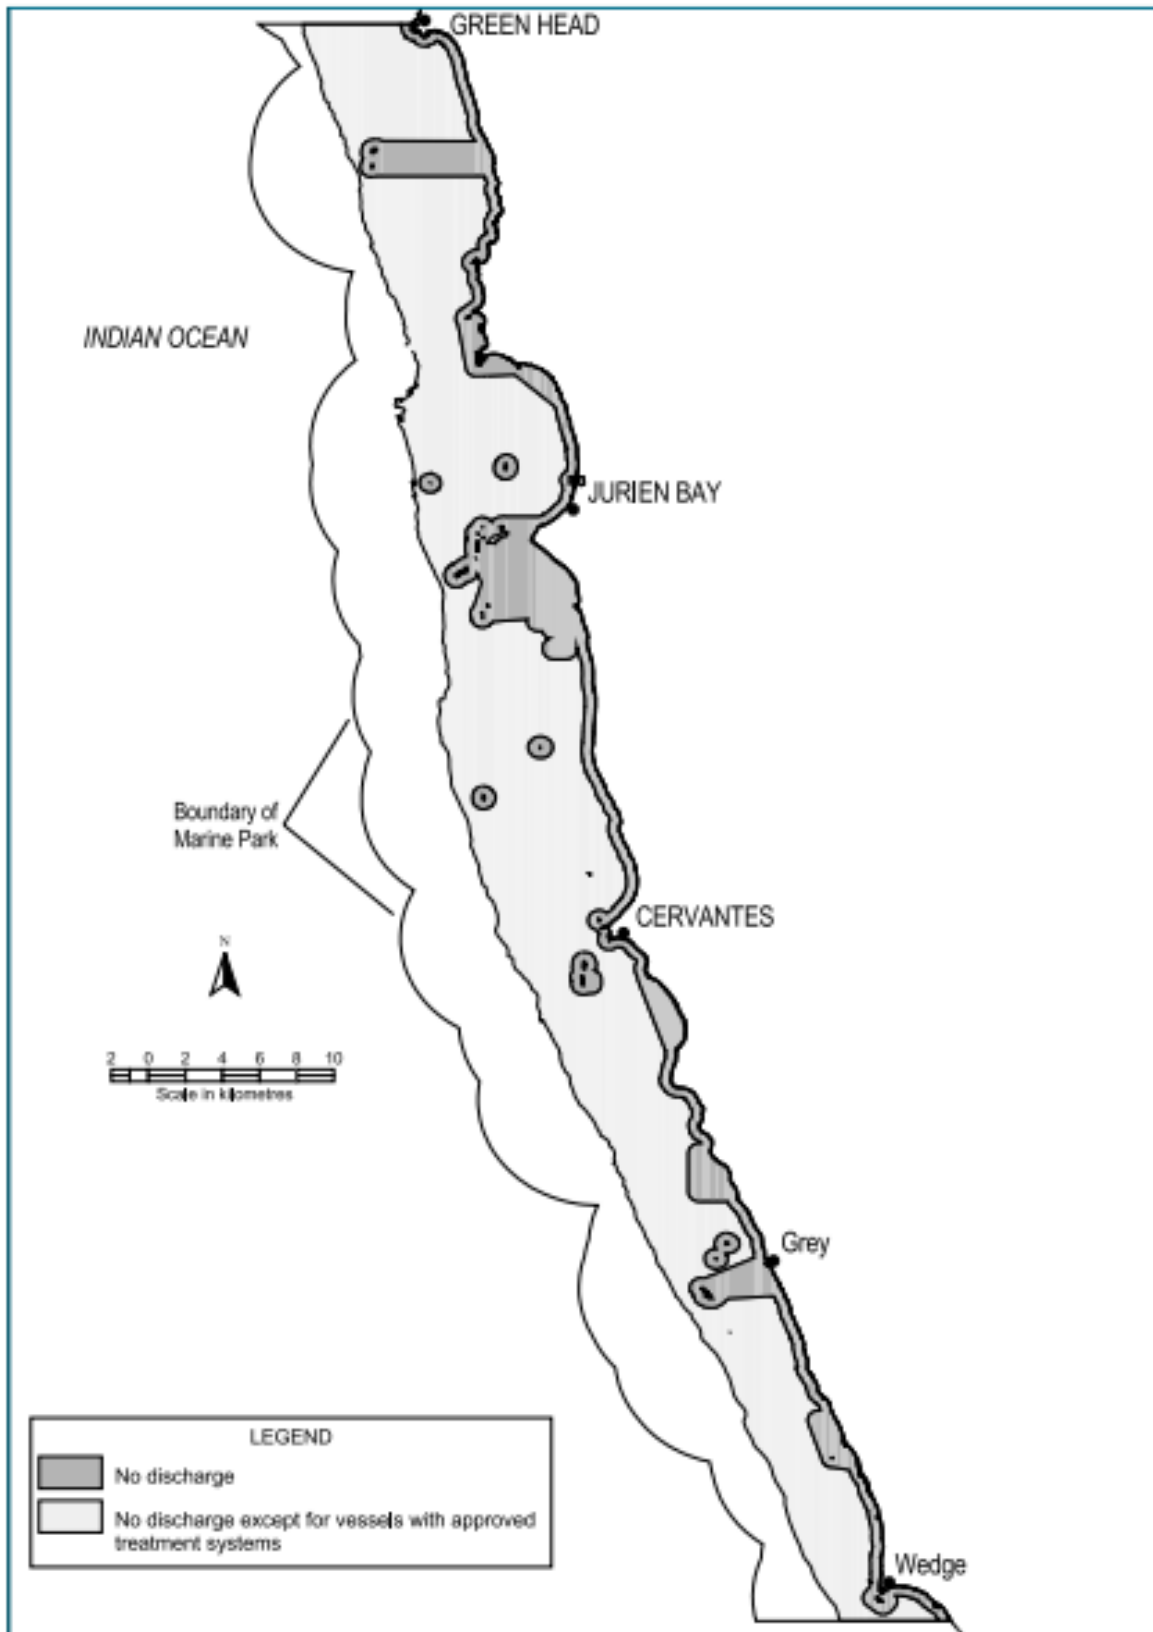 GREEN HEAD
INDIAN OCEAN
JURIEN BAY
Boundary of
Marine Park
CERVANTES
N
2 0 2 4 6 8 10
Scale in kilometres
Grey
LEGEND
No discharge
No discharge except for vessels with approved
treatment systems
Wedge